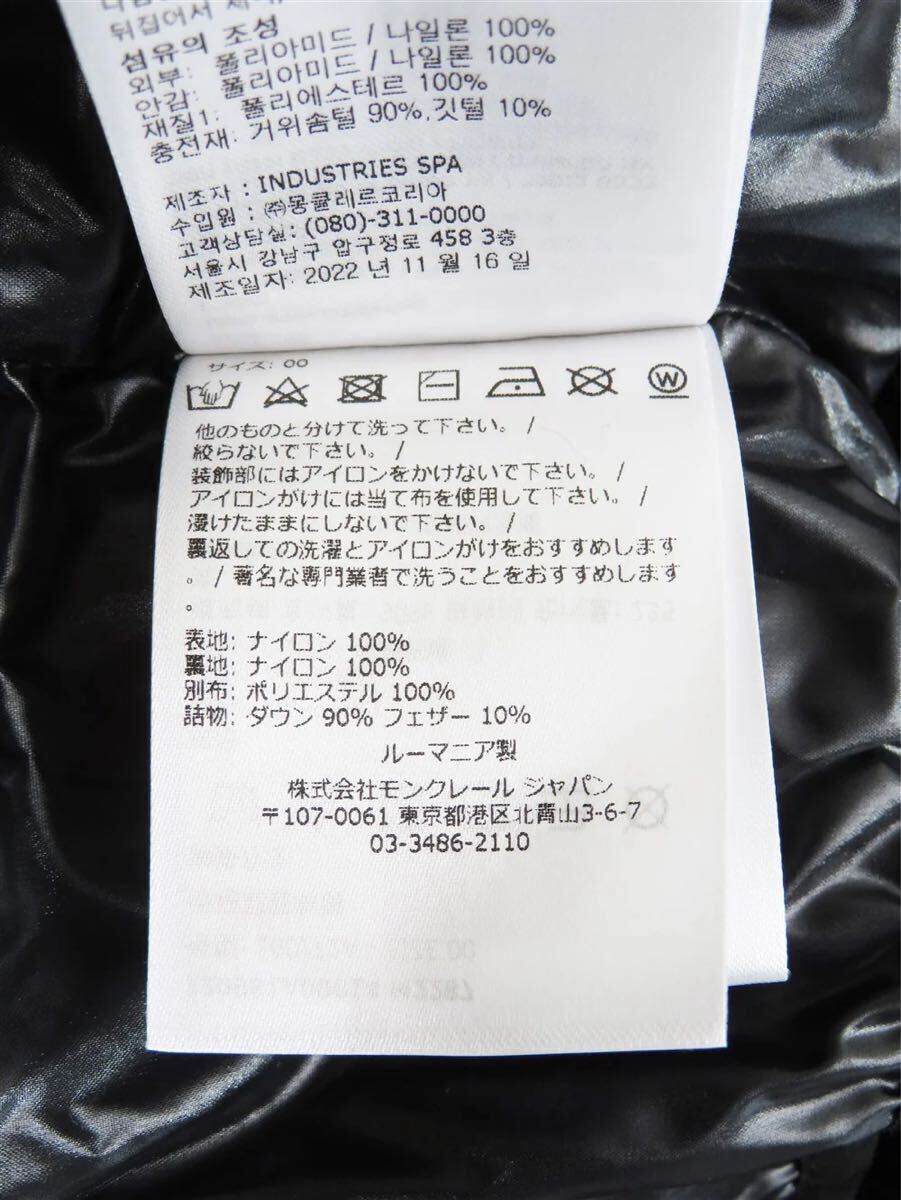 뒤집어서
섬유의 조성
외부: 폴리아미드 / 나일론 100%
안감: 폴리아미드 / 나일론 100%
재질1: 폴리에스테르 100%
충전재: 거위솜털 90%,깃털 10%
제조자 : INDUSTRIES SPA
수입원 : ㈜몽클레르코리아
고객상담실: (080)-311-0000
서울시 강남구 압구정로 458 3층
제조일자: 2022 년 11 월 16 일
サイズ: 00
W
他のものと分けて洗って下さい。 /
絞らないで下さい。 /
装飾部にはアイロンをかけないで下さい。 /
アイロンがけには当て布を使用して下さい。 /
浸けたままにしないで下さい。 /
裏返しての洗濯とアイロンがけをおすすめします
。 / 著名な専門業者で洗うことをおすすめします
。
表地: ナイロン 100%
裏地: ナイロン 100%
別布: ポリエステル 100%
詰物: ダウン 90% フェザー 10%
ルーマニア製
株式会社モンクレール ジャパン
〒107-0061 東京都港区北青山3-6-7
03-3486-2110